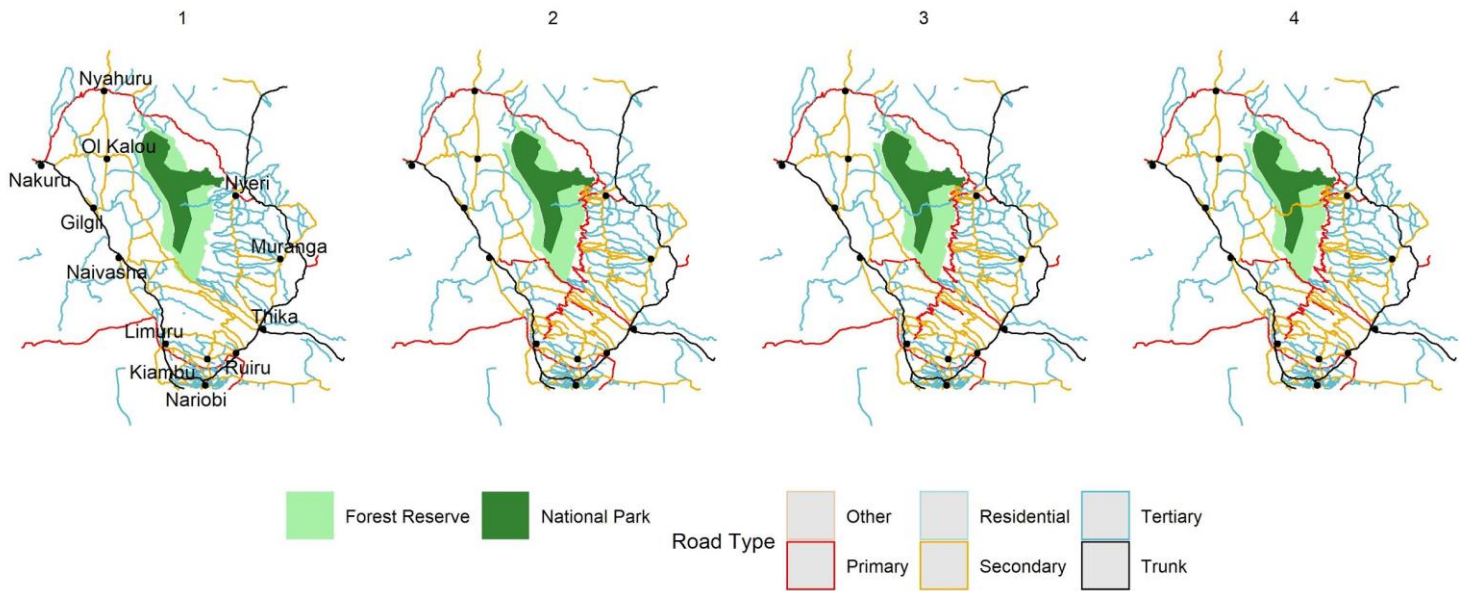 1 2 3 4
Nyahuru
Ol Kalou
Nakuru
Nyeri
Gilgil
Muranga
Naivasha
Thika
Limuru
Kiambu
Ruiru
Nariobi
Forest Reserve
National Park
Road Type
Other
Residential
Tertiary
Primary
Secondary
Trunk